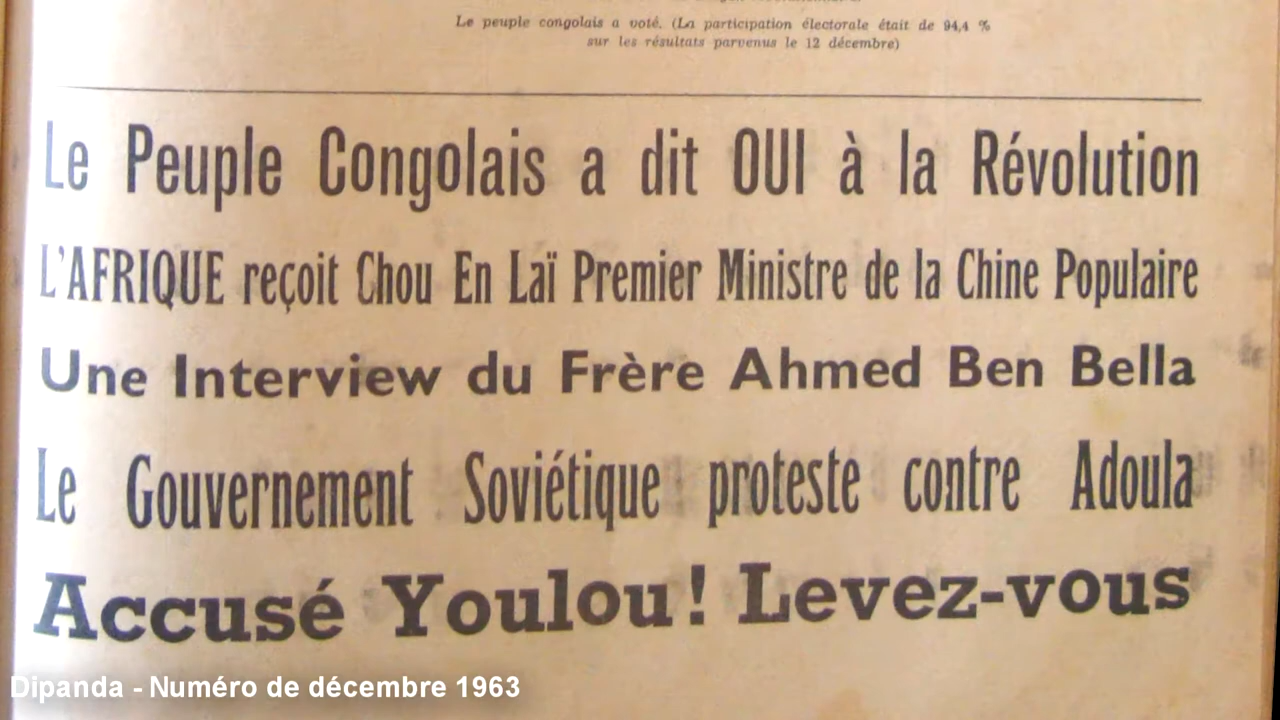 Le peuple congolais a voté. (La participation électorale était de 94,4 %
sur les résultats parvenus le 12 décembre)
Le Peuple Congolais a dit OUI à la Révolution
L'AFRIQUE reçoit Chou En Laï Premier Ministre de la Chine Populaire
Une Interview du Frère Ahmed Ben Bella
Le Gouvernement Soviétique proteste contre Adoula
Accusé Youlou! Levez-vous
Dipanda - Numéro de décembre 1963